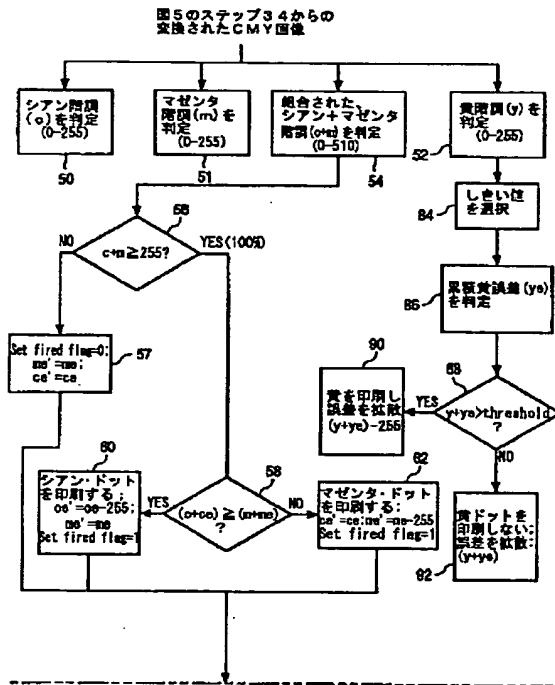 図5のステップ34からの
変換されたCMY画像
シアン階調
(c)を判定
(0-255)
50
マゼンタ
階調(m)を
判定
(0-255)
51
組合された、
シアン+マゼンタ
階調(c+m)を判定
(0-510)
54
黄階調(y)を
判定
(0-255)
52
しきい値
を選択
84
累積黄誤差(ye)
を判定
86
56
c+m≥255?
NO
YES(100%)
Set fired flag=0;
me'=me;
ce'=ce
57
90
黄を印刷し
誤差を拡散
(y+ye)-255
88
YES
y+ye>threshold
?
NO
60
シアン・ドット
を印刷する;
ce'=ce-255;
me'=me
Set fired flag=1
58
YES
(c+ce)≥(m+me)
?
NO
62
マゼンタ・ドット
を印刷する:
ce'=ce;me'=me-255
Set fired flag=1
黄ドットを
印刷しない;
誤差を拡散:
(y+ye)
92